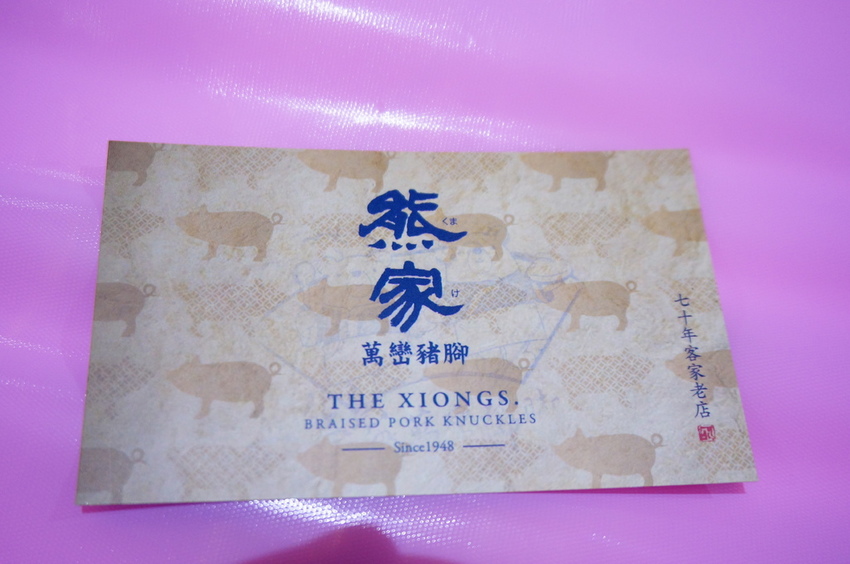 熊
くま
家
け
萬巒豬腳
THE XIONGS.
BRAISED PORK KNUCKLES
Since1948
七十年客家老店